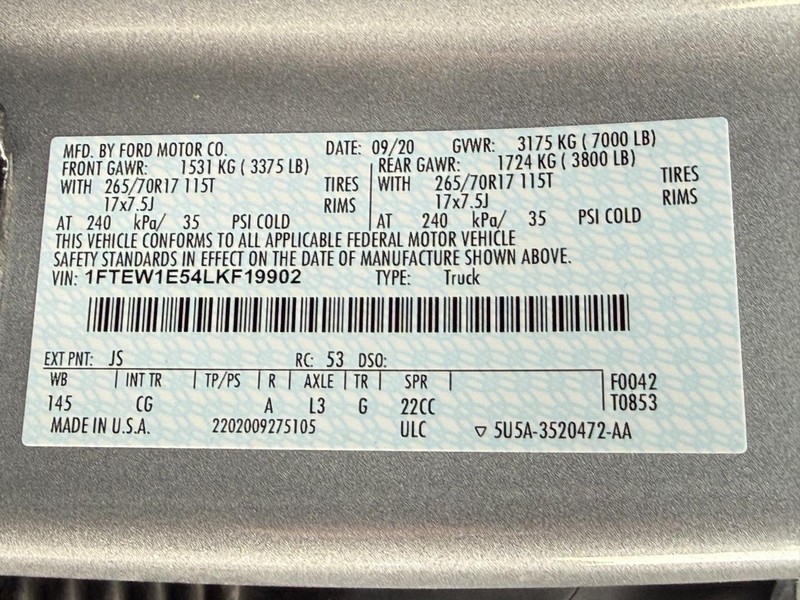 MFD. BY FORD MOTOR CO. DATE: 09/20 GVWR: 3175 KG ( 7000 LB)
FRONT GAWR: 1531 KG ( 3375 LB) REAR GAWR: 1724 KG ( 3800 LB)
WITH 265/70R17 115T TIRES WITH 265/70R17 115T TIRES
17x7.5J RIMS 17x7.5J RIMS
AT 240 kPa/ 35 PSI COLD AT 240 kPa/ 35 PSI COLD
THIS VEHICLE CONFORMS TO ALL APPLICABLE FEDERAL MOTOR VEHICLE
SAFETY STANDARDS IN EFFECT ON THE DATE OF MANUFACTURE SHOWN ABOVE.
VIN: 1FTEW1E54LKF19902 TYPE: Truck
EXT PNT: JS RC: 53 DSO:
WB INT TR TP/PS R AXLE TR SPR F0042
145 CG A L3 G 22CC T0853
MADE IN U.S.A. 2202009275105 ULC ▽ 5U5A-3520472-AA